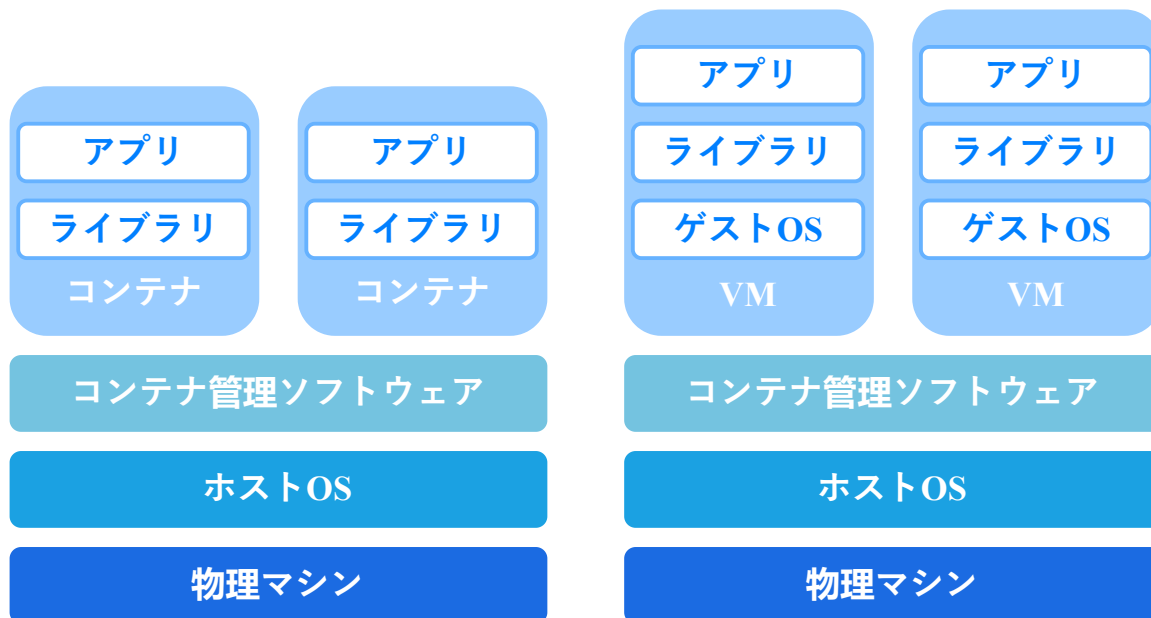 アプリ
ライブラリ
コンテナ
アプリ
ライブラリ
コンテナ
コンテナ管理ソフトウェア
ホストOS
物理マシン
アプリ
ライブラリ
ゲストOS
VM
アプリ
ライブラリ
ゲストOS
VM
コンテナ管理ソフトウェア
ホストOS
物理マシン